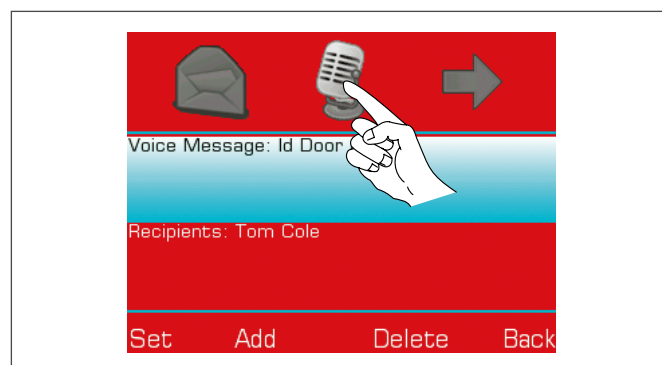 Voice Message: Id Door
Recipients: Tom Cole
Set Add Delete Back